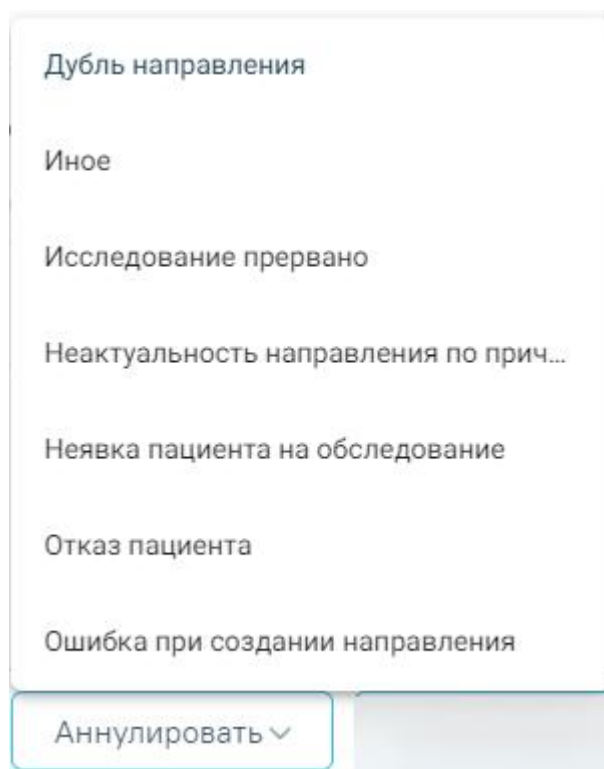 Дубль направления
Иное
Исследование прервано
Неактуальность направления по прич...
Неявка пациента на обследование
Отказ пациента
Ошибка при создании направления
Аннулировать